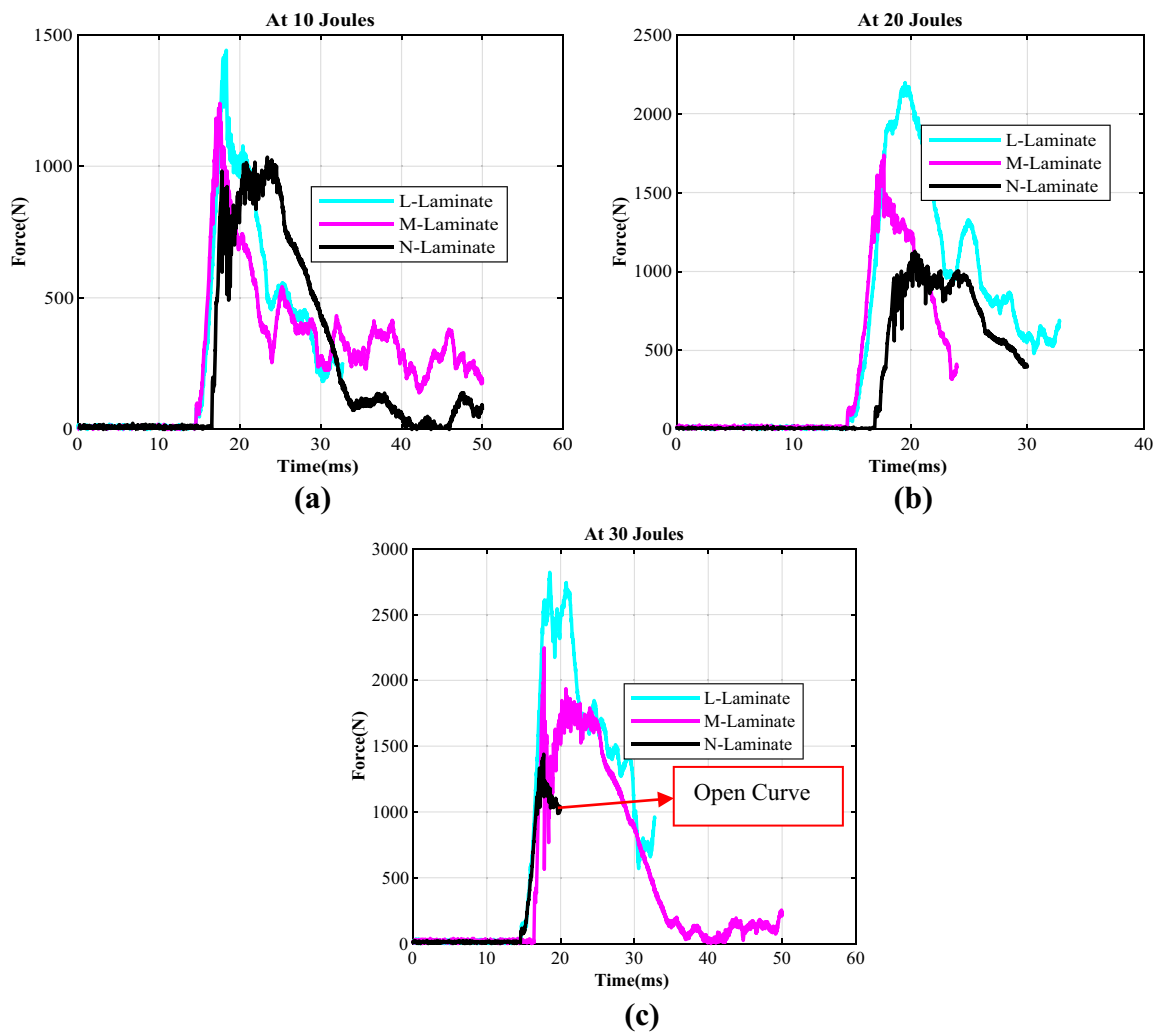 At 10 Joules
1500
1000
500
0
Force(N)
L-Laminate
M-Laminate
N-Laminate
0 10 20 30 40 50 60
Time(ms)
(a)
At 20 Joules
2500
2000
1500
1000
500
0
Force(N)
L-Laminate
M-Laminate
N-Laminate
0 10 20 30 40
Time(ms)
(b)
At 30 Joules
3000
2500
2000
1500
1000
500
0
Force(N)
L-Laminate
M-Laminate
N-Laminate
Open Curve
0 10 20 30 40 50 60
Time(ms)
(c)